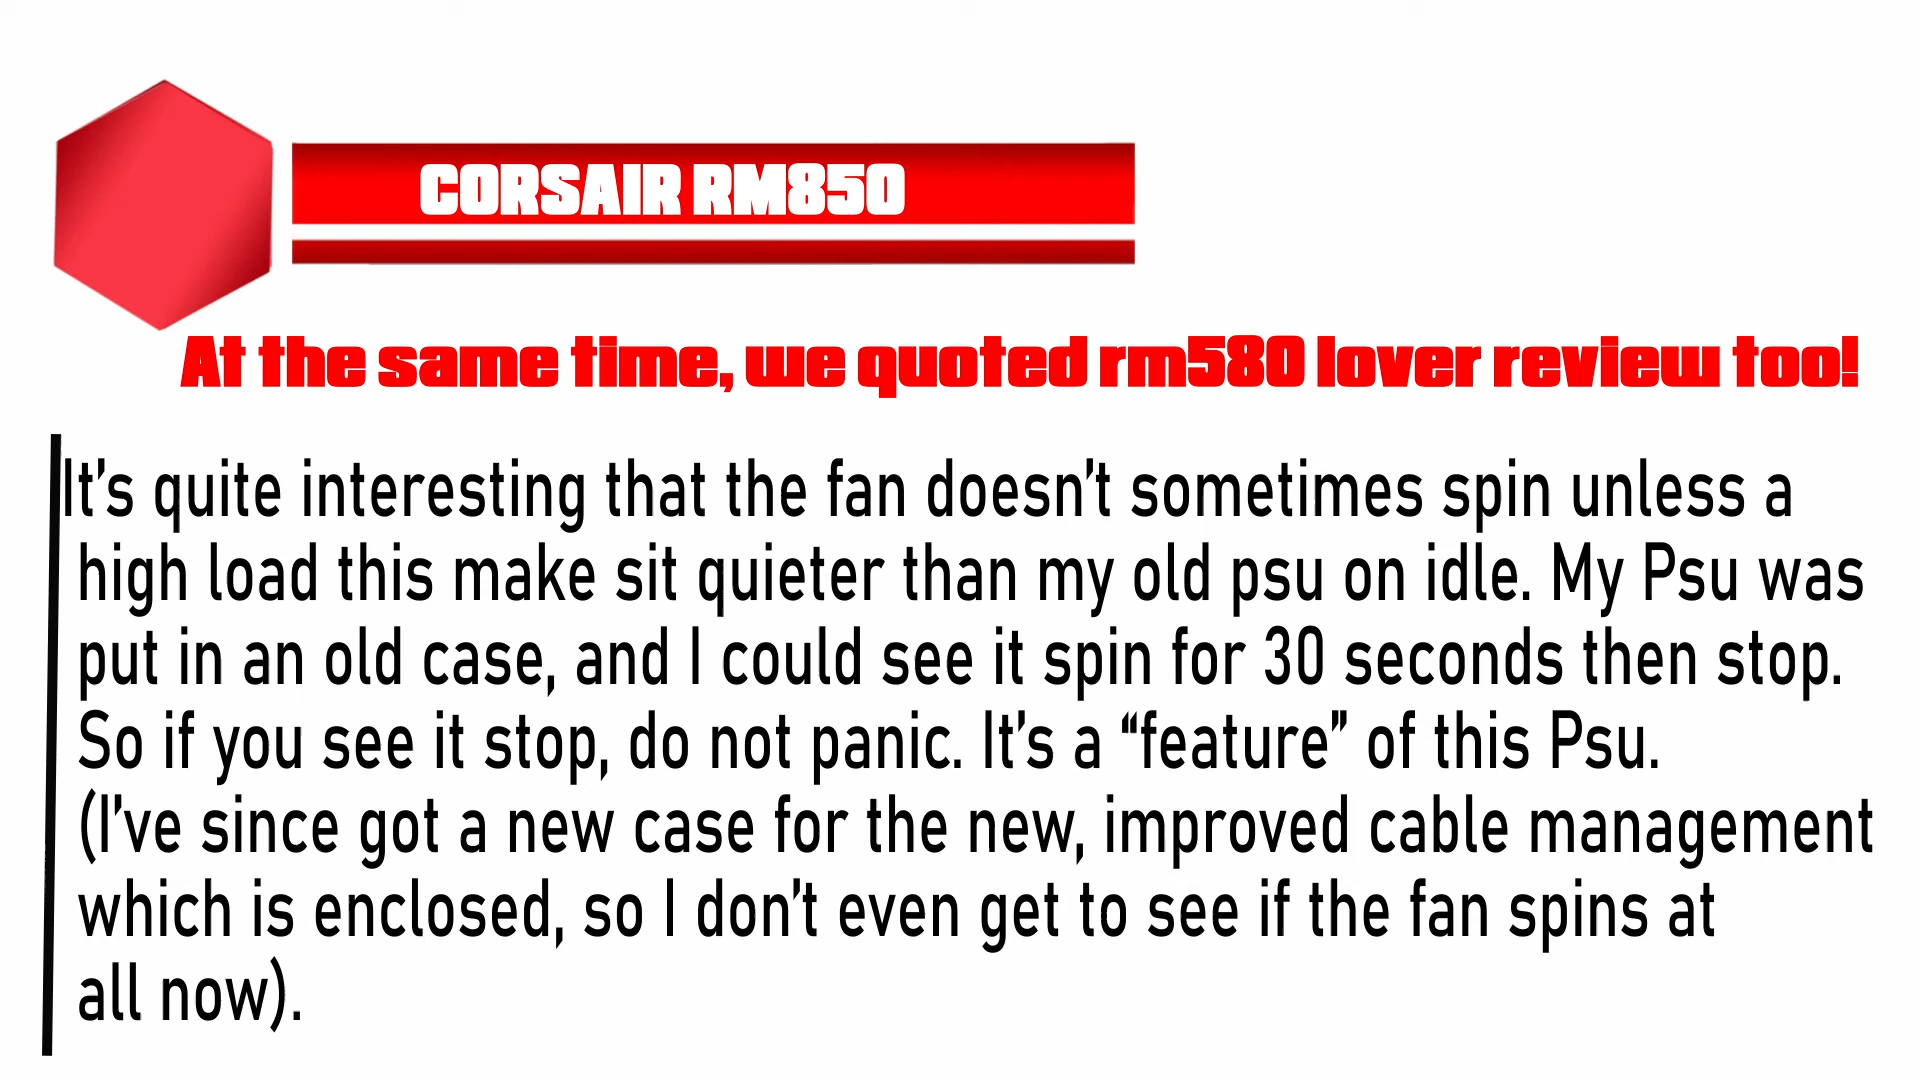 CORSAIR RM850
At the same time, we quoted rm580 lover review too!
It's quite interesting that the fan doesn't sometimes spin unless a
high load this make sit quieter than my old psu on idle. My Psu was
put in an old case, and I could see it spin for 30 seconds then stop.
So if you see it stop, do not panic. It's a “feature” of this Psu.
(I've since got a new case for the new, improved cable management
which is enclosed, so I don't even get to see if the fan spins at
all now).